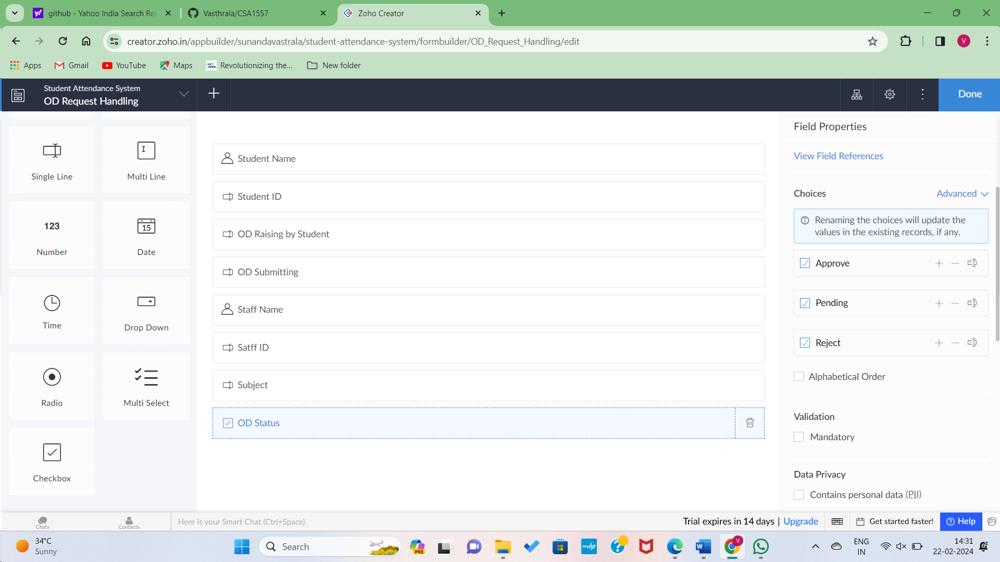 github - Yahoo India Search Res
Vasthrala/CSA1557
Zoho Creator
creator.zoho.in/appbuilder/sunandavastrala/student-attendance-system/formbuilder/OD_Request_Handling/edit
V
Apps
Gmail
YouTube
Maps
Revolutionizing the...
New folder
Student Attendance System
OD Request Handling
Done
Single Line
Multi Line
123
Number
15
Date
Time
Drop Down
Radio
Multi Select
Checkbox
Student Name
Student ID
OD Raising by Student
OD Submitting
Staff Name
Satff ID
Subject
OD Status
Field Properties
View Field References
Choices
Advanced
Renaming the choices will update the
values in the existing records, if any.
Approve
Pending
Reject
Alphabetical Order
Validation
Mandatory
Data Privacy
Contains personal data (PII)
Chats
Contacts
Here is your Smart Chat (Ctrl+Space)
Trial expires in 14 days | Upgrade
Get started faster!
Help
34°C
Sunny
Search
PRE
myhp
V
ENG
IN
14:31
22-02-2024